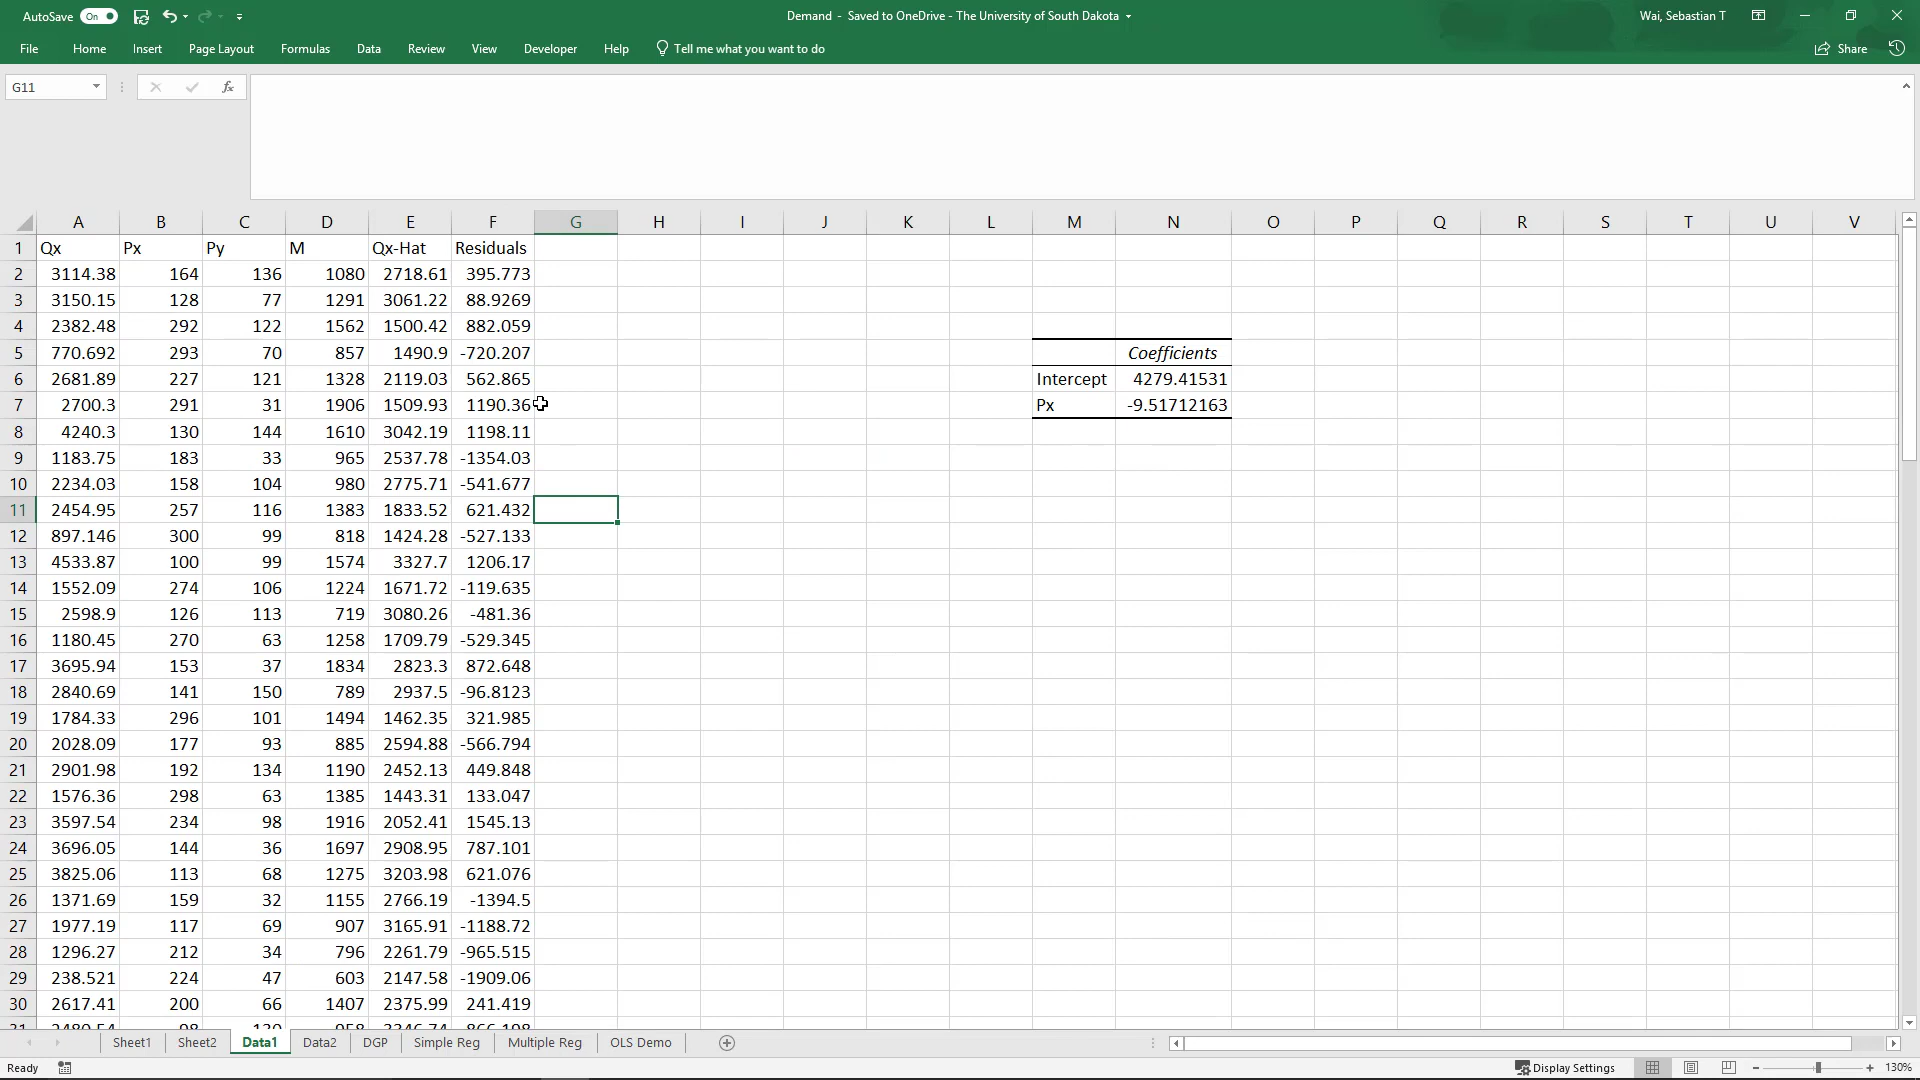 AutoSave On Demand - Saved to OneDrive - The University of South Dakota Wai, Sebastian T
File Home Insert Page Layout Formulas Data Review View Developer Help Tell me what you want to do Share
G11 fx
A B C D E F G H I J K L M N O P Q R S T U V
1 Qx Px Py M Qx-Hat Residuals
2 3114.38 164 136 1080 2718.61 395.773
3 3150.15 128 77 1291 3061.22 88.9269
4 2382.48 292 122 1562 1500.42 882.059
5 770.692 293 70 857 1490.9 -720.207 Coefficients
6 2681.89 227 121 1328 2119.03 562.865 Intercept 4279.41531
7 2700.3 291 31 1906 1509.93 1190.36 Px -9.51712163
8 4240.3 130 144 1610 3042.19 1198.11
9 1183.75 183 33 965 2537.78 -1354.03
10 2234.03 158 104 980 2775.71 -541.677
11 2454.95 257 116 1383 1833.52 621.432
12 897.146 300 99 818 1424.28 -527.133
13 4533.87 100 99 1574 3327.7 1206.17
14 1552.09 274 106 1224 1671.72 -119.635
15 2598.9 126 113 719 3080.26 -481.36
16 1180.45 270 63 1258 1709.79 -529.345
17 3695.94 153 37 1834 2823.3 872.648
18 2840.69 141 150 789 2937.5 -96.8123
19 1784.33 296 101 1494 1462.35 321.985
20 2028.09 177 93 885 2594.88 -566.794
21 2901.98 192 134 1190 2452.13 449.848
22 1576.36 298 63 1385 1443.31 133.047
23 3597.54 234 98 1916 2052.41 1545.13
24 3696.05 144 36 1697 2908.95 787.101
25 3825.06 113 68 1275 3203.98 621.076
26 1371.69 159 32 1155 2766.19 -1394.5
27 1977.19 117 69 907 3165.91 -1188.72
28 1296.27 212 34 796 2261.79 -965.515
29 238.521 224 47 603 2147.58 -1909.06
30 2617.41 200 66 1407 2375.99 241.419
Sheet1 Sheet2 Data1 Data2 DGP Simple Reg Multiple Reg OLS Demo
Ready Display Settings 130%